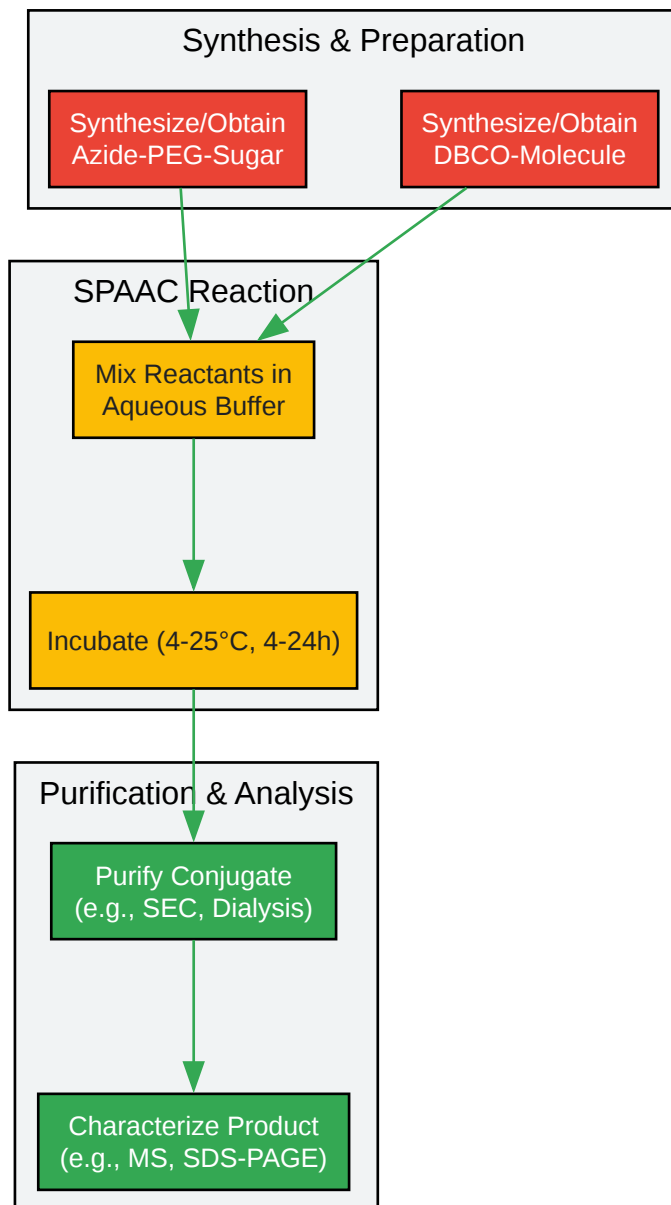 Synthesis & Preparation
Synthesize/Obtain
Azide-PEG-Sugar
Synthesize/Obtain
DBCO-Molecule
SPAAC Reaction
Mix Reactants in
Aqueous Buffer
Incubate (4-25°C, 4-24h)
Purification & Analysis
Purify Conjugate
(e.g., SEC, Dialysis)
Characterize Product
(e.g., MS, SDS-PAGE)